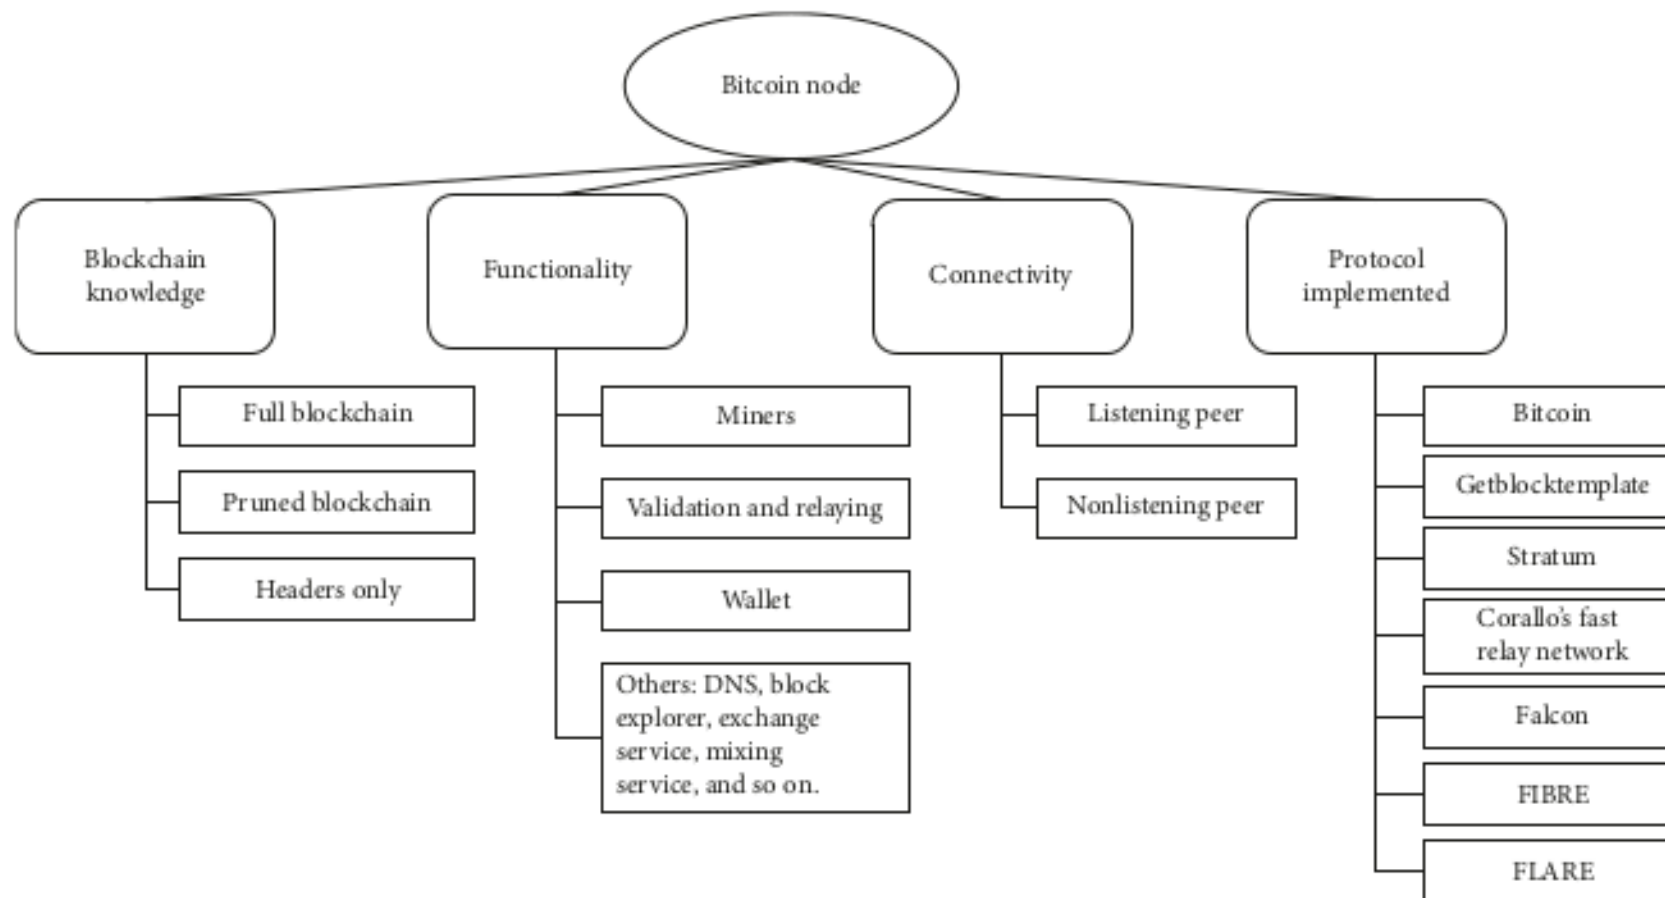 Bitcoin node
Blockchain
knowledge
Functionality
Connectivity
Protocol
implemented
Full blockchain
Pruned blockchain
Headers only
Miners
Validation and relaying
Wallet
Others: DNS, block
explorer, exchange
service, mixing
service, and so on.
Listening peer
Nonlistening peer
Bitcoin
Getblocktemplate
Stratum
Corallo's fast
relay network
Falcon
FIBRE
FLARE